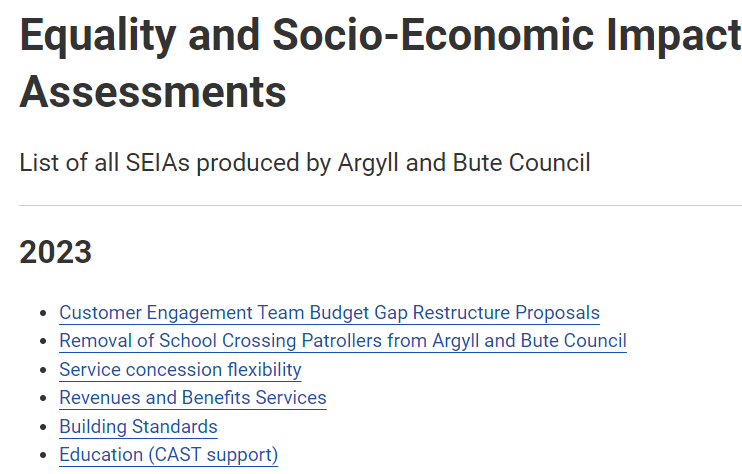 Equality and Socio-Economic Impact
Assessments
List of all SEIAs produced by Argyll and Bute Council
2023
Customer Engagement Team Budget Gap Restructure Proposals
Removal of School Crossing Patrollers from Argyll and Bute Council
Service concession flexibility
Revenues and Benefits Services
Building Standards
Education (CAST support)